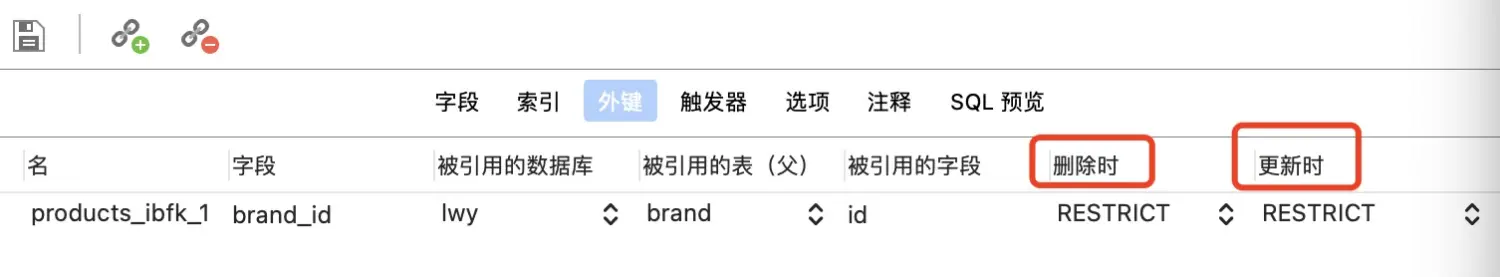 字段 索引 外键 触发器 选项 注释 SQL 预览
名 字段 被引用的数据库 被引用的表（父） 被引用的字段 删除时 更新时
products_ibfk_1 brand_id lwy brand id RESTRICT RESTRICT